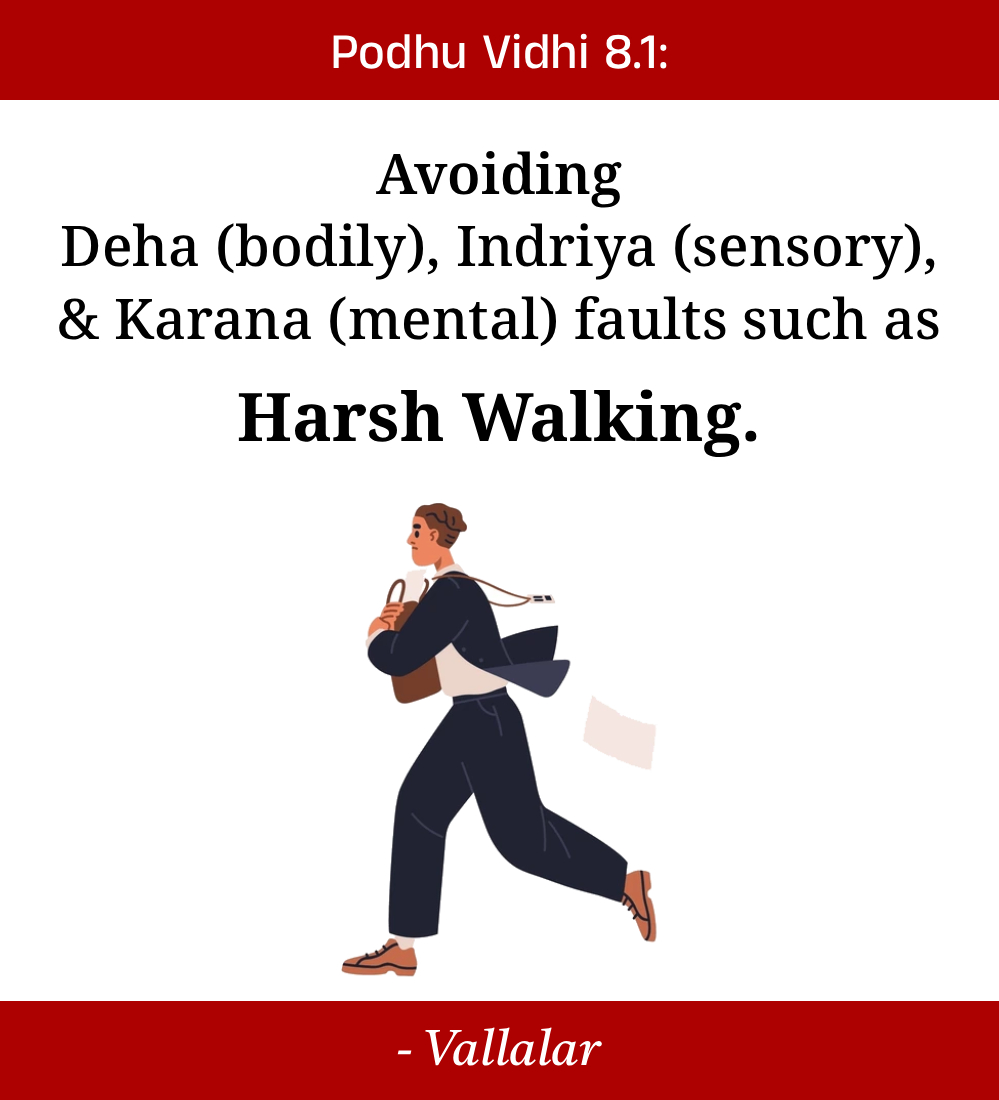 Podhu Vidhi 8.1:
Avoiding
Deha (bodily), Indriya (sensory),
& Karana (mental) faults such as
Harsh Walking.
- Vallalar